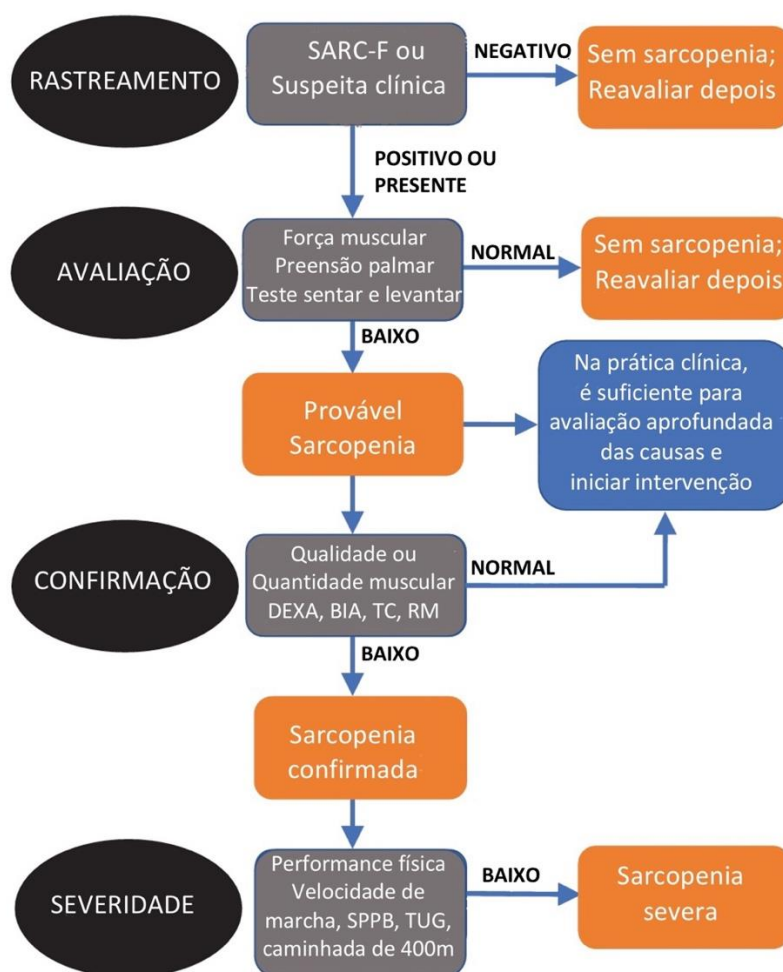 RASTREAMENTO
SARC-F ou
Suspeita clínica
NEGATIVO
Sem sarcopenia;
Reavaliar depois
POSITIVO OU
PRESENTE
AVALIAÇÃO
Força muscular
Preensão palmar
Teste sentar e levantar
NORMAL
Sem sarcopenia;
Reavaliar depois
BAIXO
Provável
Sarcopenia
Na prática clínica,
é suficiente para
avaliação aprofundada
das causas e
iniciar intervenção
CONFIRMAÇÃO
Qualidade ou
Quantidade muscular
DEXA, BIA, TC, RM
NORMAL
BAIXO
Sarcopenia
confirmada
SEVERIDADE
Performance física
Velocidade de
marcha, SPPB, TUG,
caminhada de 400m
BAIXO
Sarcopenia
severa